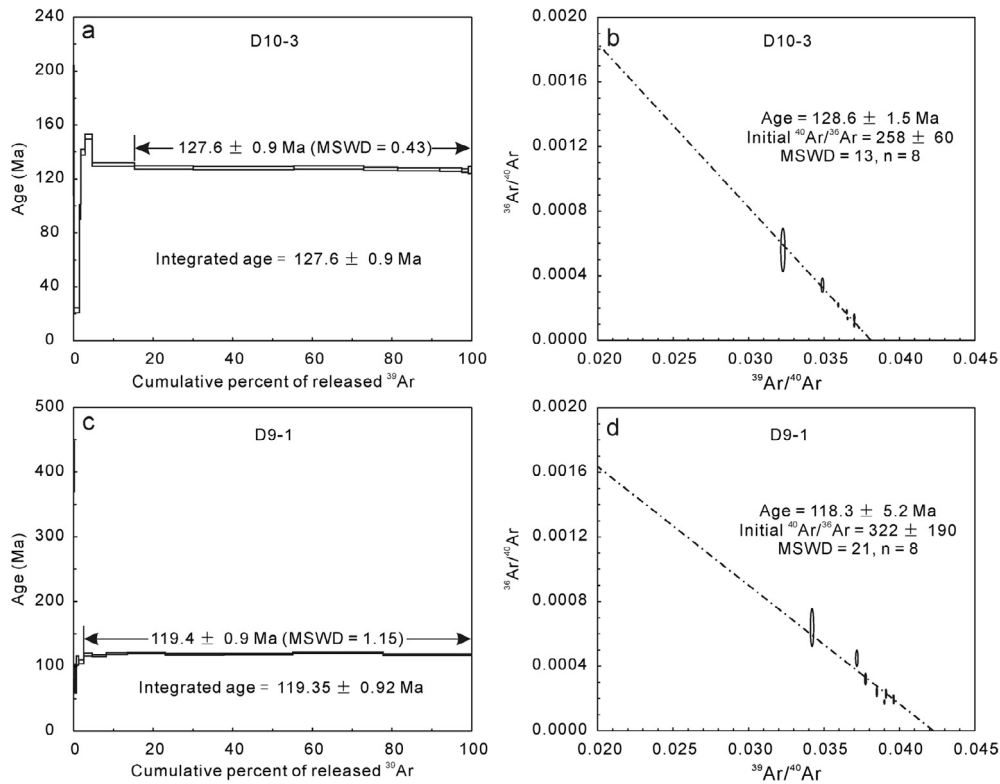 a
D10-3
Age (Ma)
240
200
160
120
80
40
0
127.6 ± 0.9 Ma (MSWD = 0.43)
Integrated age = 127.6 ± 0.9 Ma
0 20 40 60 80 100
Cumulative percent of released ³⁹Ar
b
D10-3
³⁶Ar/⁴⁰Ar
0.0020
0.0016
0.0012
0.0008
0.0004
0.0000
Age = 128.6 ± 1.5 Ma
Initial ⁴⁰Ar/³⁶Ar = 258 ± 60
MSWD = 13, n = 8
0.020 0.025 0.030 0.035 0.040 0.045
³⁹Ar/⁴⁰Ar
c
D9-1
Age (Ma)
500
450
400
350
300
250
200
150
100
50
0
119.4 ± 0.9 Ma (MSWD = 1.15)
Integrated age = 119.35 ± 0.92 Ma
0 20 40 60 80 100
Cumulative percent of released ³⁹Ar
d
D9-1
³⁶Ar/⁴⁰Ar
0.0020
0.0016
0.0012
0.0008
0.0004
0.0000
Age = 118.3 ± 5.2 Ma
Initial ⁴⁰Ar/³⁶Ar = 322 ± 190
MSWD = 21, n = 8
0.020 0.025 0.030 0.035 0.040 0.045
³⁹Ar/⁴⁰Ar